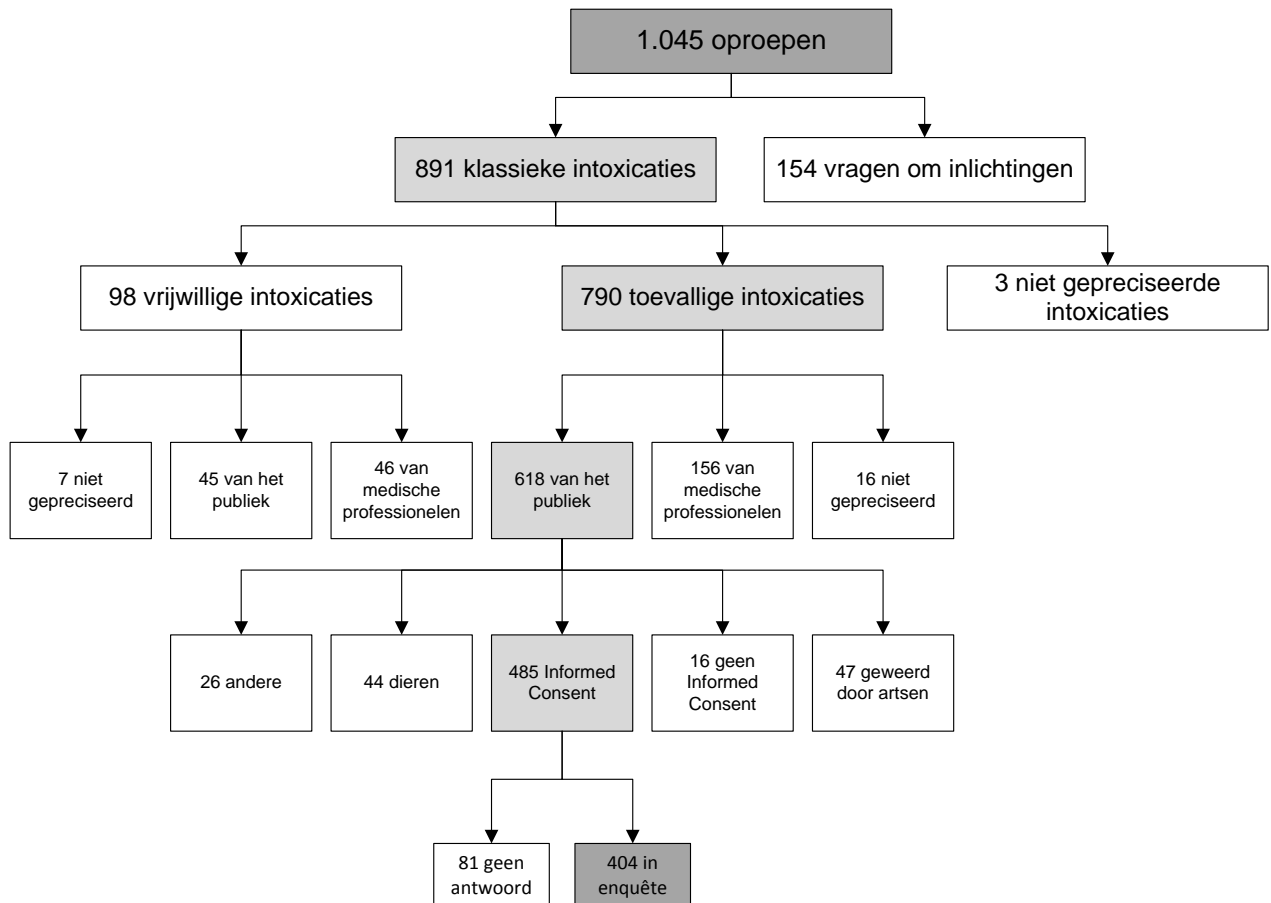 1.045 oproepen
891 klassieke intoxicaties
154 vragen om inlichtingen
98 vrijwillige intoxicaties
790 toevallige intoxicaties
3 niet gepreciseerde
intoxicaties
7 niet
gepreciseerd
45 van het
publiek
46 van
medische
professionelen
618 van het
publiek
156 van
medische
professionelen
16 niet
gepreciseerd
26 andere
44 dieren
485 Informed
Consent
16 geen
Informed
Consent
47 geweerd
door artsen
81 geen
antwoord
404 in
enquête